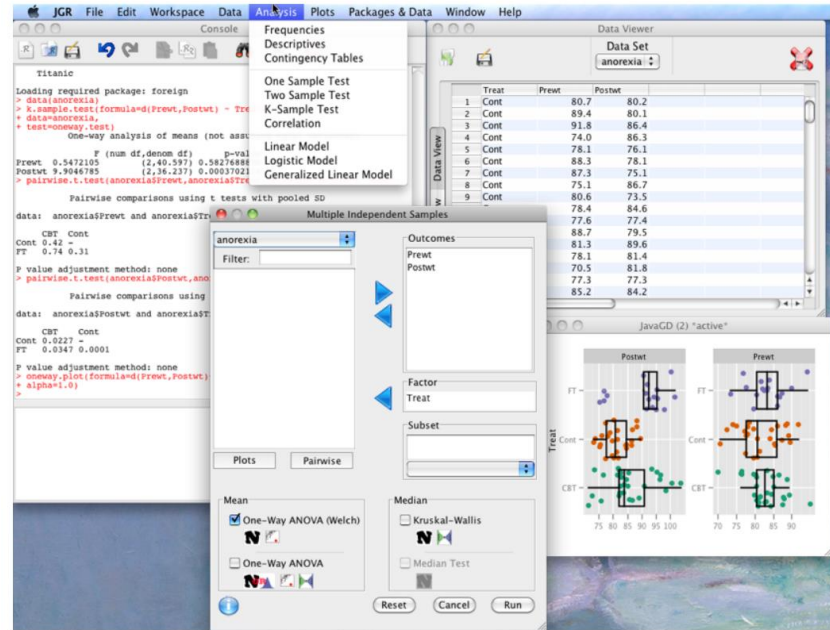 JGR File Edit Workspace Data Analysis Plots Packages & Data Window Help
Console
Titanic
Loading required package: foreign
> data(anorexia)
> k.sample.test(formula=d(Prewt,Postwt) ~ Tre
+ data=anorexia,
+ test=oneway.test)
One-way analysis of means (not assu
F (num df,denom df) p-val
Prewt 0.5472105 (2,40.597) 0.58276888
Postwt 9.9046785 (2,36.237) 0.00037021
> pairwise.t.test(anorexia$Prewt,anorexia$Tre
Pairwise comparisons using t tests with pooled SD
data: anorexia$Prewt and anorexia$Tr
CBT Cont
Cont 0.42 -
FT 0.74 0.31
P value adjustment method: none
> pairwise.t.test(anorexia$Postwt,ano
Pairwise comparisons using
data: anorexia$Postwt and anorexia$T
CBT Cont
Cont 0.0227 -
FT 0.0347 0.0001
P value adjustment method: none
> oneway.plot(formula=d(Prewt,Postwt)
+ alpha=1.0)
>
Frequencies
Descriptives
Contingency Tables
One Sample Test
Two Sample Test
K-Sample Test
Correlation
Linear Model
Logistic Model
Generalized Linear Model
Data Viewer
Data Set
anorexia
Data View
Treat Prewt Postwt
1 Cont 80.7 80.2
2 Cont 89.4 80.1
3 Cont 91.8 86.4
4 Cont 74.0 86.3
5 Cont 78.1 76.1
6 Cont 88.3 78.1
7 Cont 87.3 75.1
8 Cont 75.1 86.7
9 Cont 80.6 73.5
78.4 84.6
77.6 77.4
88.7 79.5
81.3 89.6
78.1 81.4
70.5 81.8
77.3 77.3
85.2 84.2
Multiple Independent Samples
anorexia
Filter:
Outcomes
Prewt
Postwt
Factor
Treat
Subset
Plots Pairwise
Mean
One-Way ANOVA (Welch)
N
One-Way ANOVA
N
Median
Kruskal-Wallis
N
Median Test
N
Reset Cancel Run
JavaGD (2) *active*
Postwt Prewt
Treat
FT FT
Cont Cont
CBT CBT
75 80 85 90 95 100 70 75 80 85 90